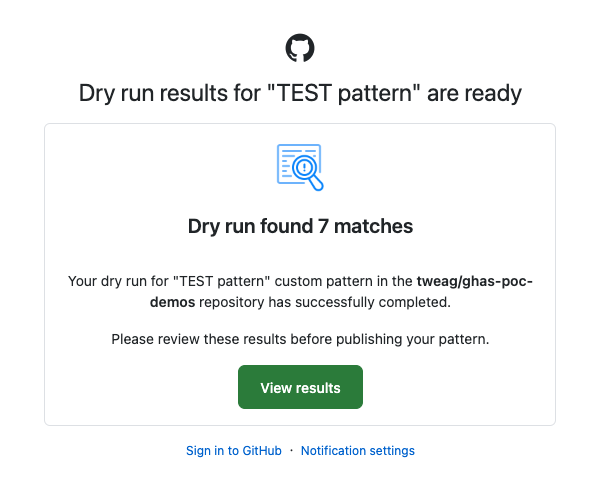 Dry run results for "TEST pattern" are ready
Dry run found 7 matches
Your dry run for "TEST pattern" custom pattern in the tweag/ghas-poc-
demos repository has successfully completed.
Please review these results before publishing your pattern.
View results
Sign in to GitHub · Notification settings